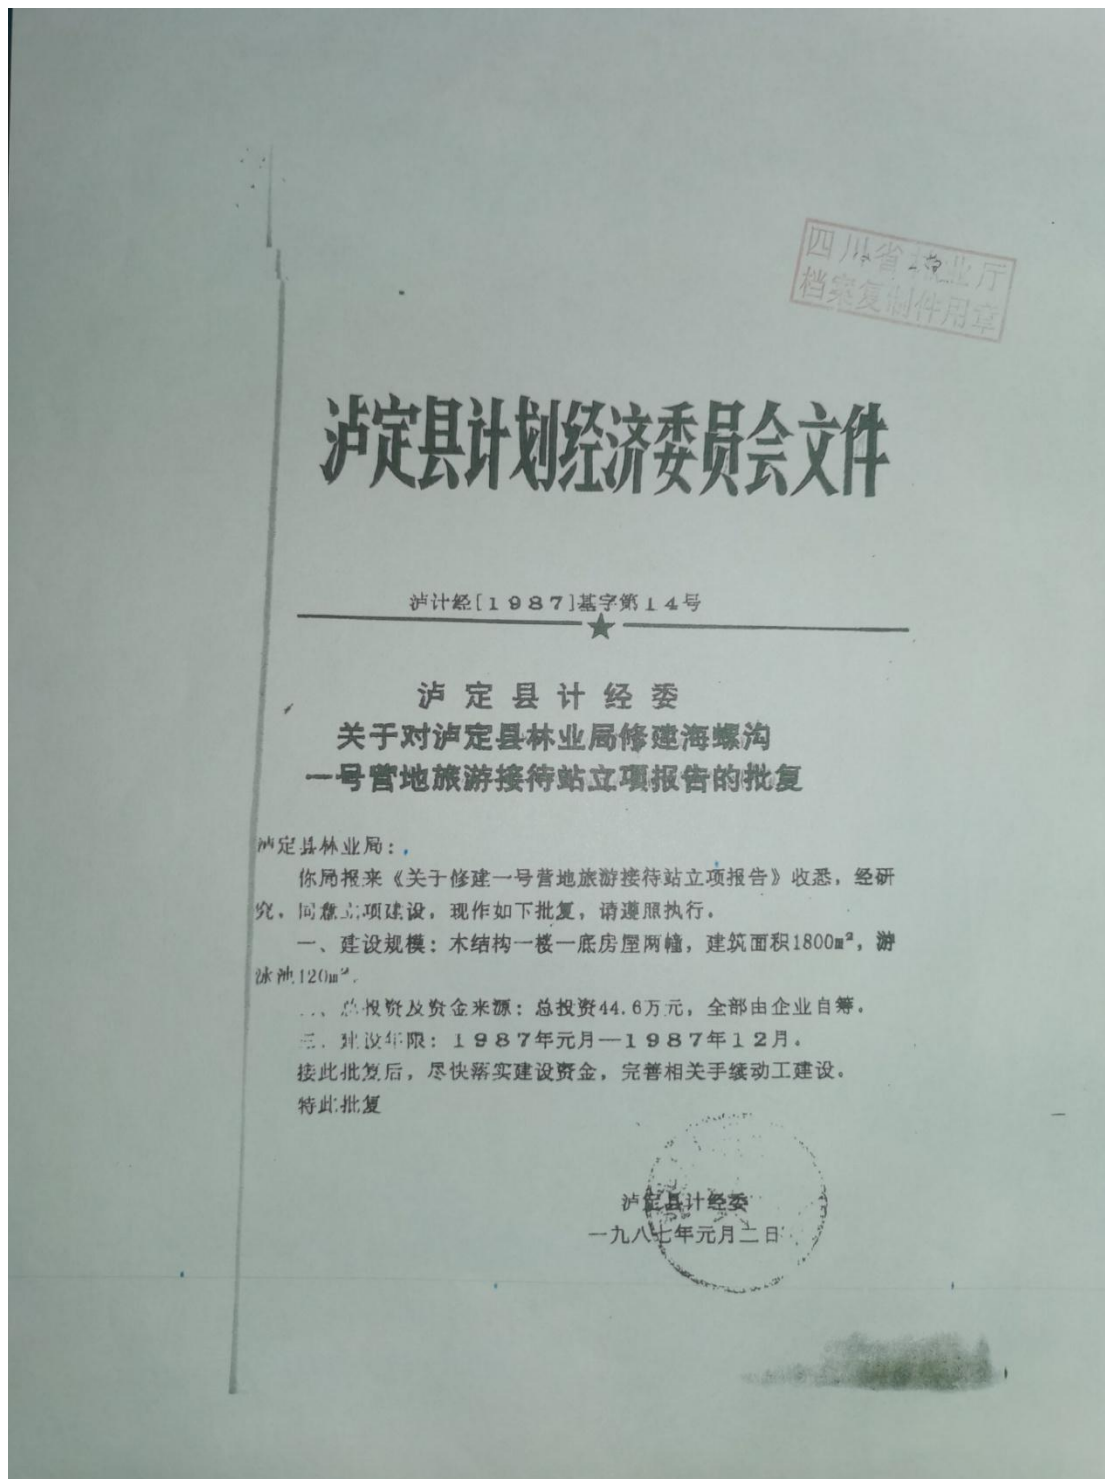 四川省林业厅
档案复制件用章
泸定县计划经济委员会文件
泸计经[1987]基字第14号
泸定县计经委
关于对泸定县林业局修建海螺沟
一号营地旅游接待站立项报告的批复
泸定县林业局：
你局报来《关于修建一号营地旅游接待站立项报告》收悉，经研
究，同意立项建设，现作如下批复，请遵照执行。
一、建设规模：木结构一楼一底房屋两幢，建筑面积1800m²，游
泳池120m²。
二、总投资及资金来源：总投资44.6万元，全部由企业自筹。
三、建设年限：1987年元月—1987年12月。
接此批复后，尽快落实建设资金，完善相关手续动工建设。
特此批复
泸定县计经委
一九八七年元月二日